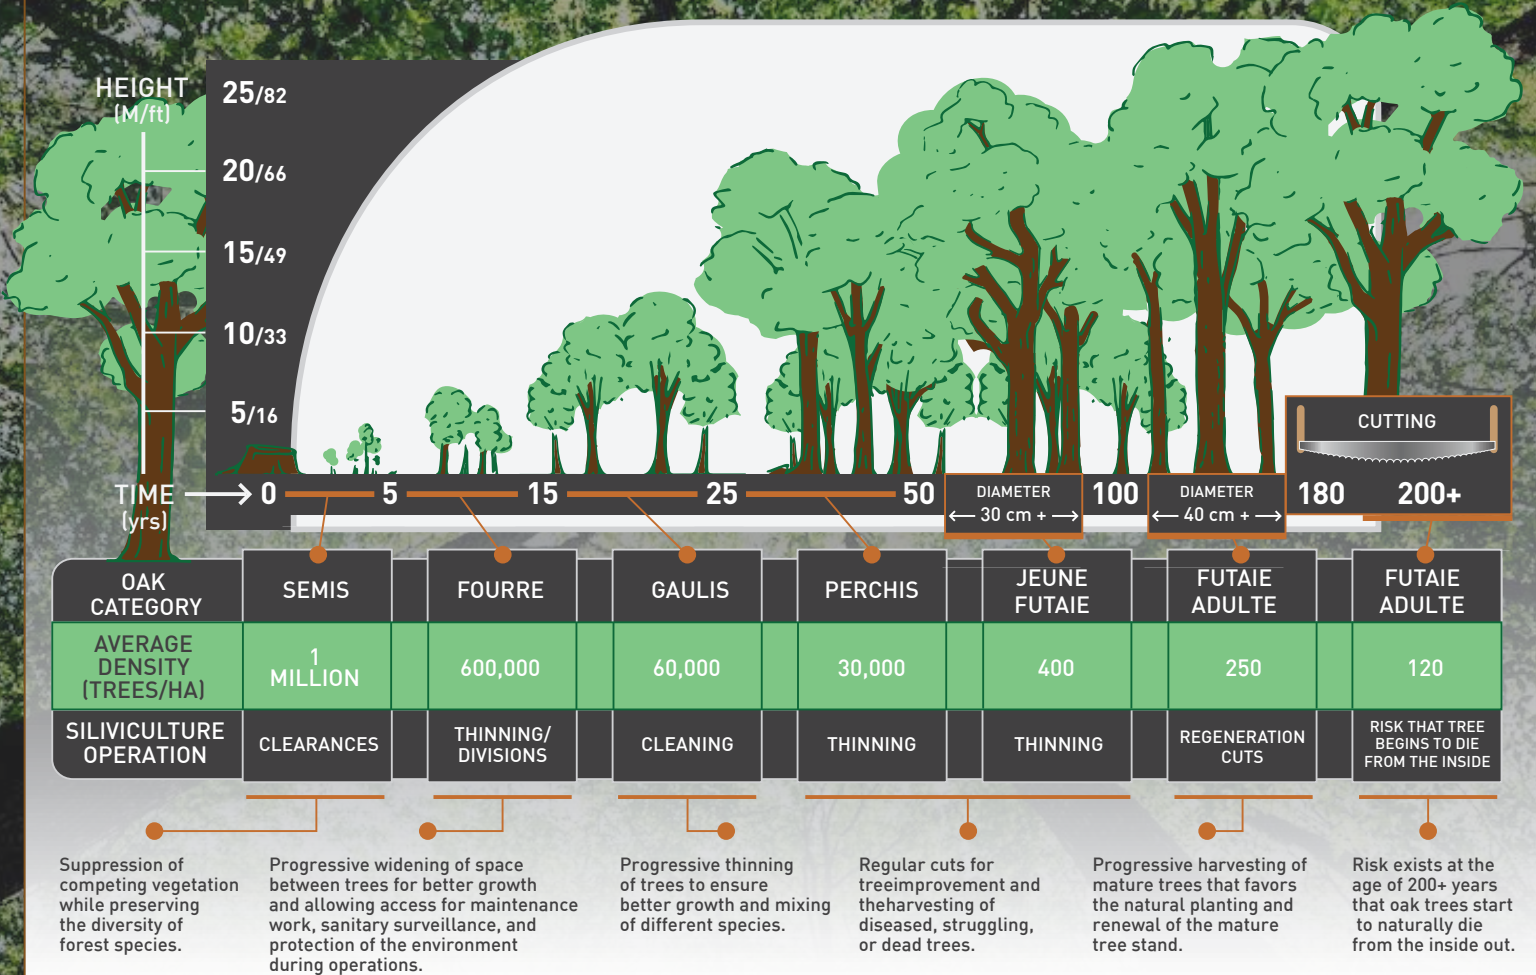 HEIGHT
(M/ft)
25/82
20/66
15/49
10/33
5/16
CUTTING
TIME
(yrs)
0 5 15 25 50 DIAMETER 100 DIAMETER 180 200+
30 cm + 40 cm +
OAK
CATEGORY
SEMIS
FOURRE
GAULIS
PERCHIS
JEUNE
FUTAIE
FUTAIE
ADULTE
FUTAIE
ADULTE
AVERAGE
DENSITY
(TREES/HA)
1
MILLION
600,000
60,000
30,000
400
250
120
SILIVICULTURE
OPERATION
CLEARANCES
THINNING/
DIVISIONS
CLEANING
THINNING
THINNING
REGENERATION
CUTS
RISK THAT TREE
BEGINS TO DIE
FROM THE INSIDE
Suppression of
competing vegetation
while preserving
the diversity of
forest species.
Progressive widening of space
between trees for better growth
and allowing access for maintenance
work, sanitary surveillance, and
protection of the environment
during operations.
Progressive thinning
of trees to ensure
better growth and mixing
of different species.
Regular cuts for
treeimprovement and
theharvesting of
diseased, struggling,
or dead trees.
Progressive harvesting of
mature trees that favors
the natural planting and
renewal of the mature
tree stand.
Risk exists at the
age of 200+ years
that oak trees start
to naturally die
from the inside out.